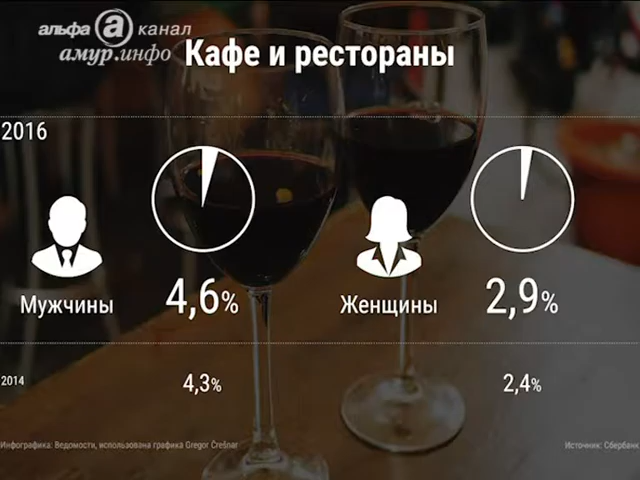 альфа а канал
амур.инфо
Кафе и рестораны
2016
Мужчины 4,6% Женщины 2,9%
2014 4,3% 2,4%
Инфографика: Ведомости, использована графика Gregor Črešnar Источник: Сбербанк